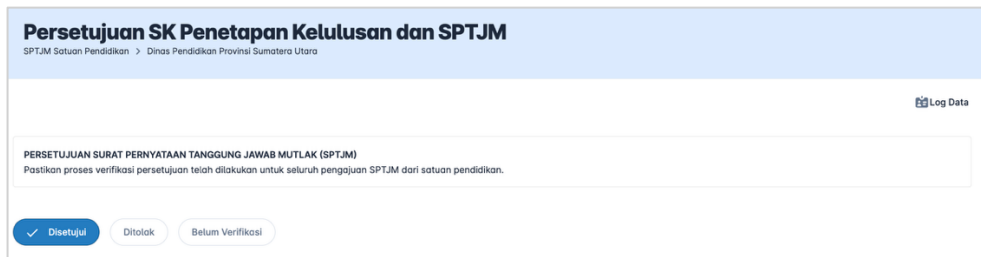 Persetujuan SK Penetapan Kelulusan dan SPTJM
SPTJM Satuan Pendidikan > Dinas Pendidikan Provinsi Sumatera Utara
Log Data
PERSETUJUAN SURAT PERNYATAAN TANGGUNG JAWAB MUTLAK (SPTJM)
Pastikan proses verifikasi persetujuan telah dilakukan untuk seluruh pengajuan SPTJM dari satuan pendidikan.
Disetujui Ditolak Belum Verifikasi